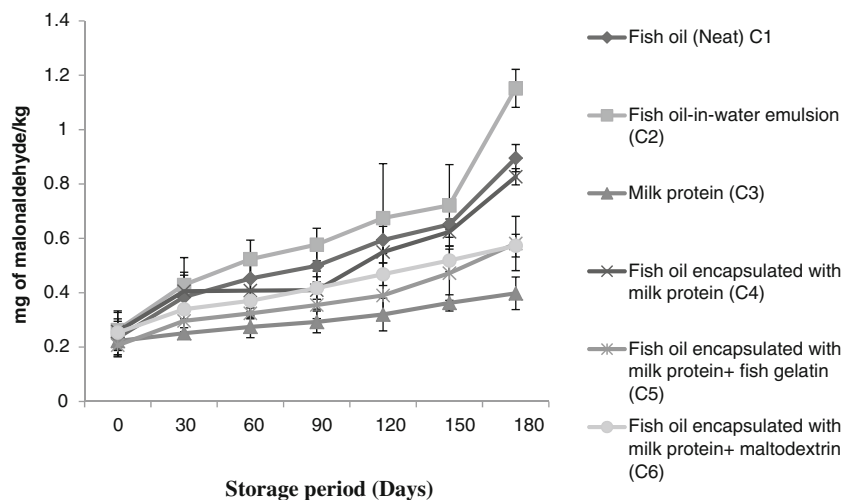 1.4
1.2
1
0.8
0.6
0.4
0.2
0
mg of malonaldehyde/kg
0 30 60 90 120 150 180
Storage period (Days)
Fish oil (Neat) C1
Fish oil-in-water emulsion
(C2)
Milk protein (C3)
Fish oil encapsulated with
milk protein (C4)
Fish oil encapsulated with
milk protein+ fish gelatin
(C5)
Fish oil encapsulated with
milk protein+ maltodextrin
(C6)